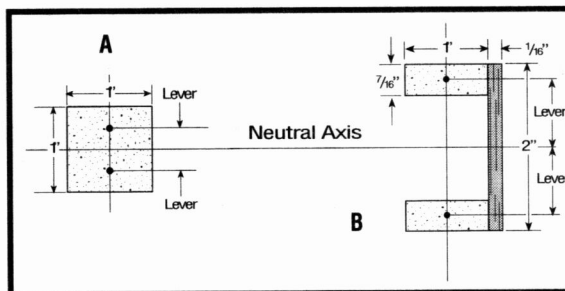 A
1'
Lever
1'
Lever
Neutral Axis
1'
1/16"
7/16"
Lever
2"
Lever
B